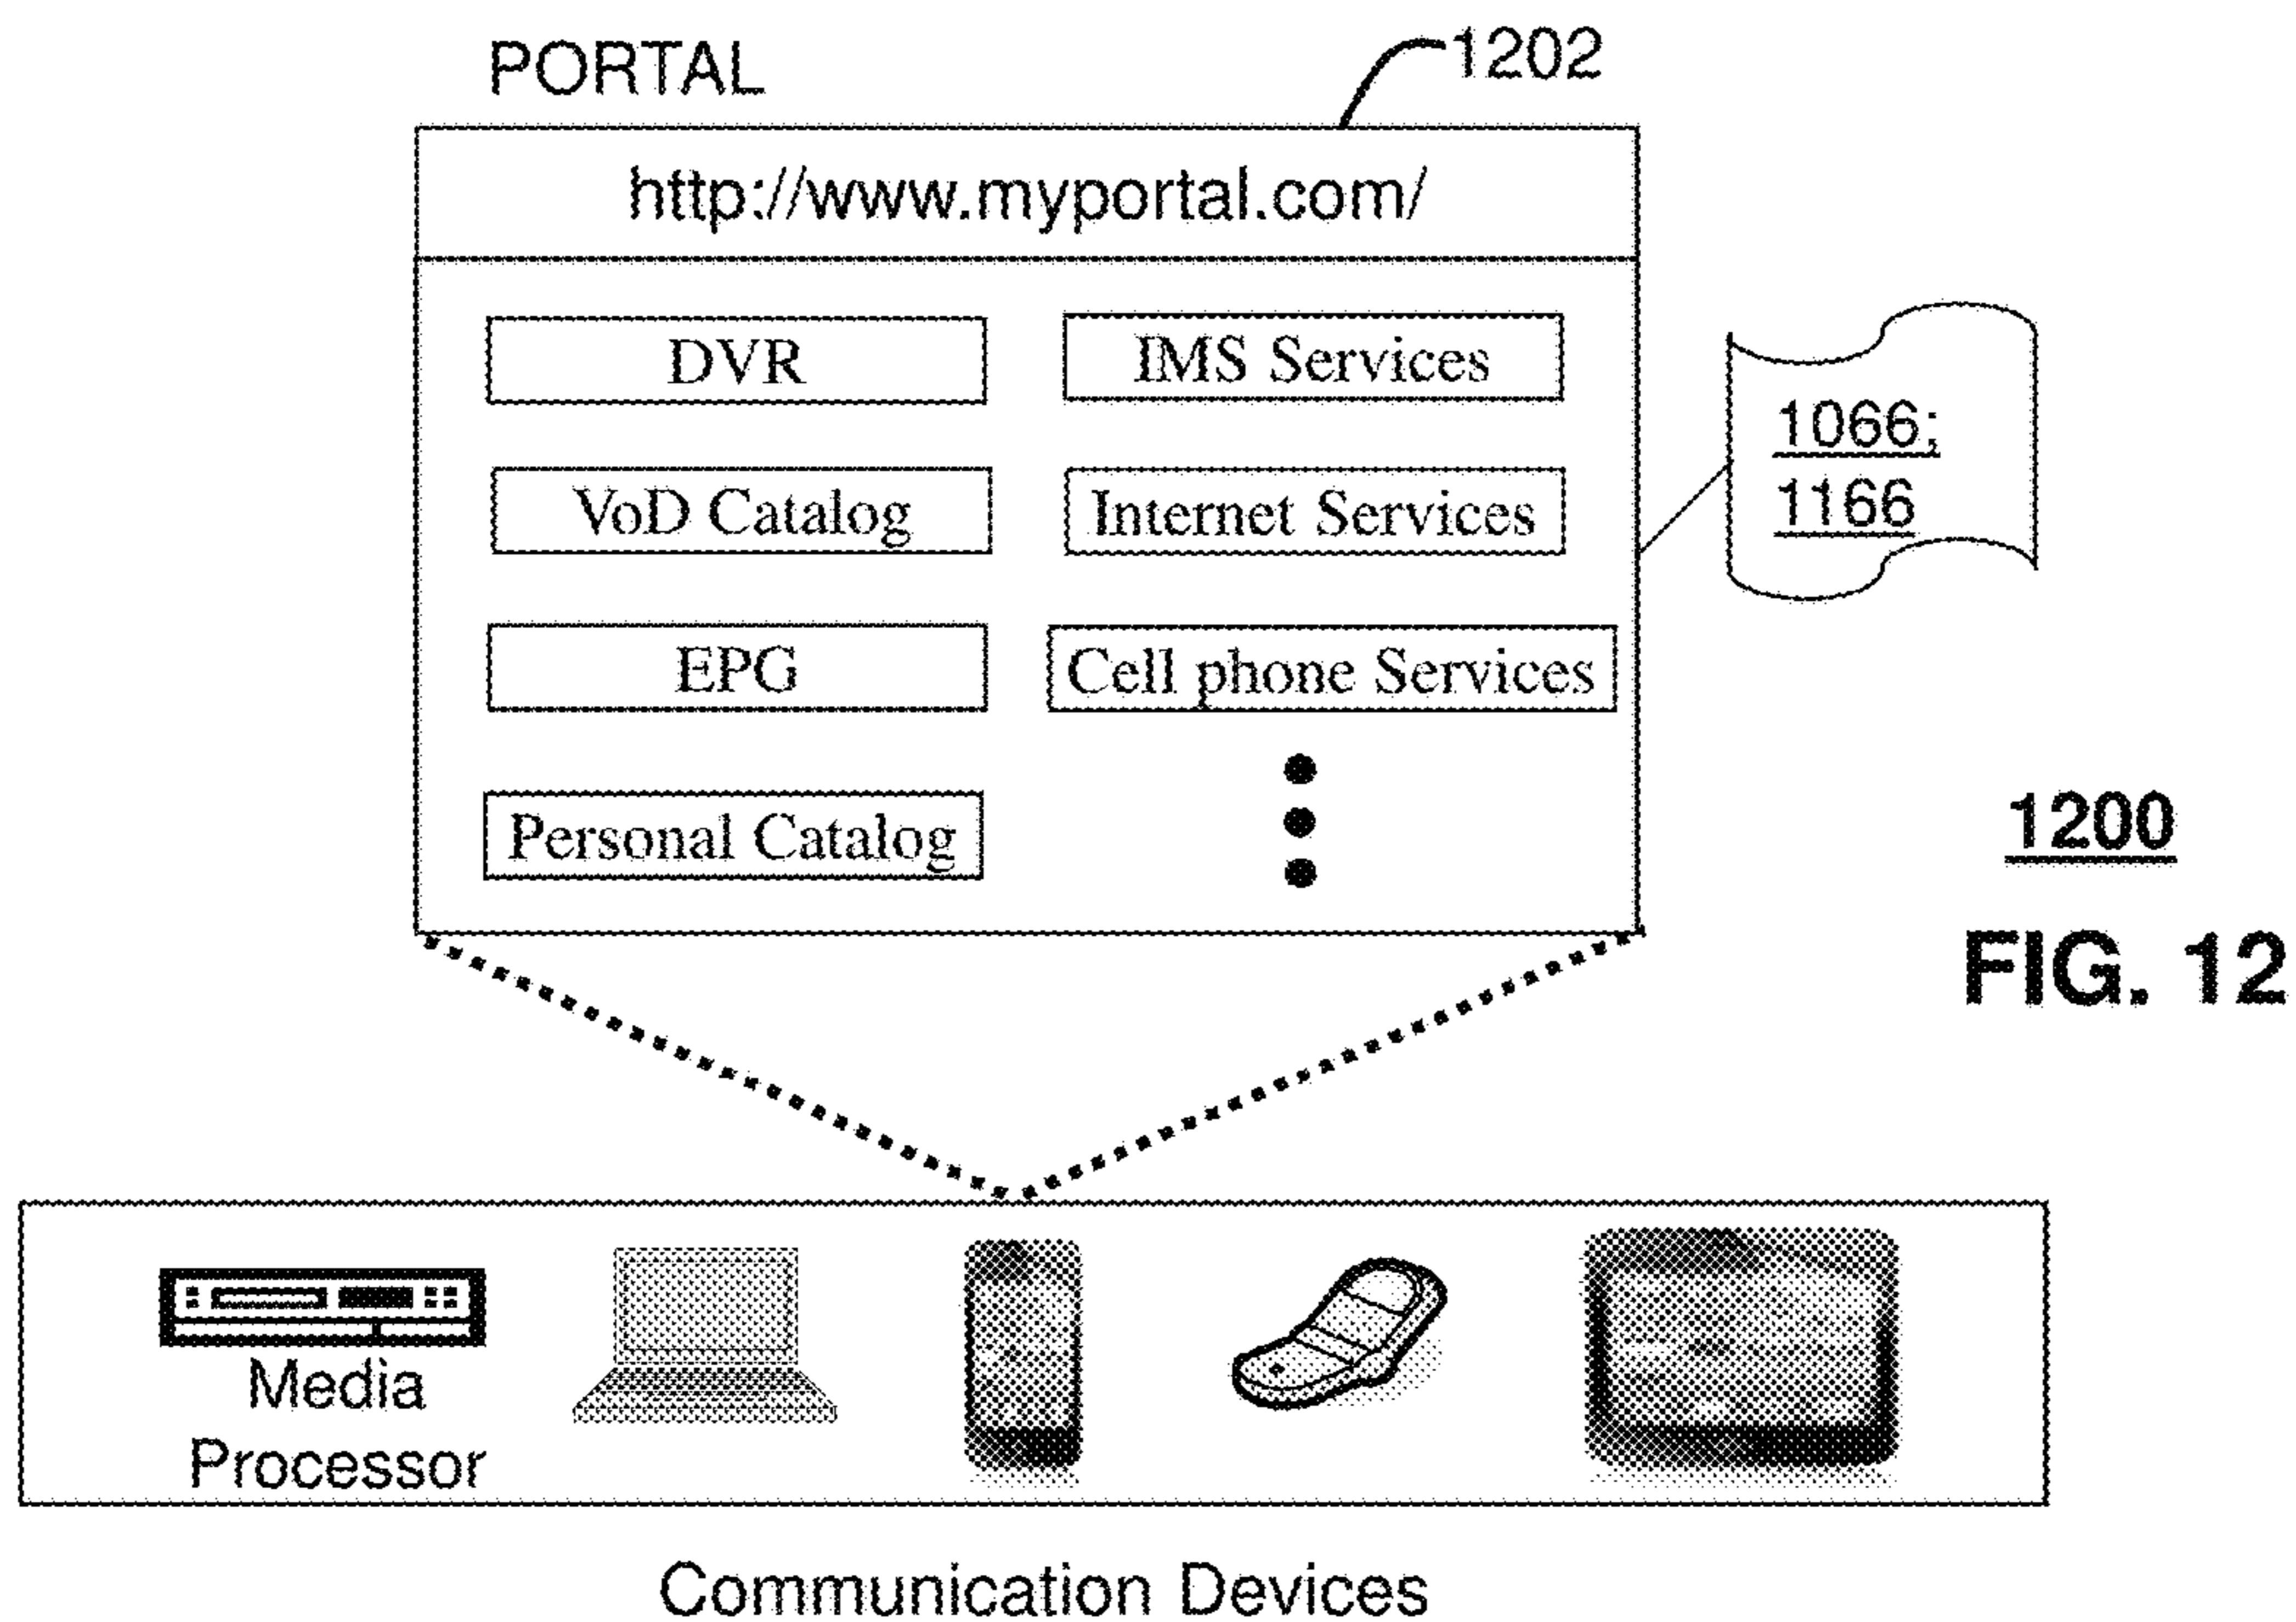 PORTAL
1202
http://www.myportal.com/
DVR
IMS Services
VoD Catalog
Internet Services
EPG
Cell phone Services
Personal Catalog
1066;
1166
1200
FIG. 12
Media
Processor
Communication Devices